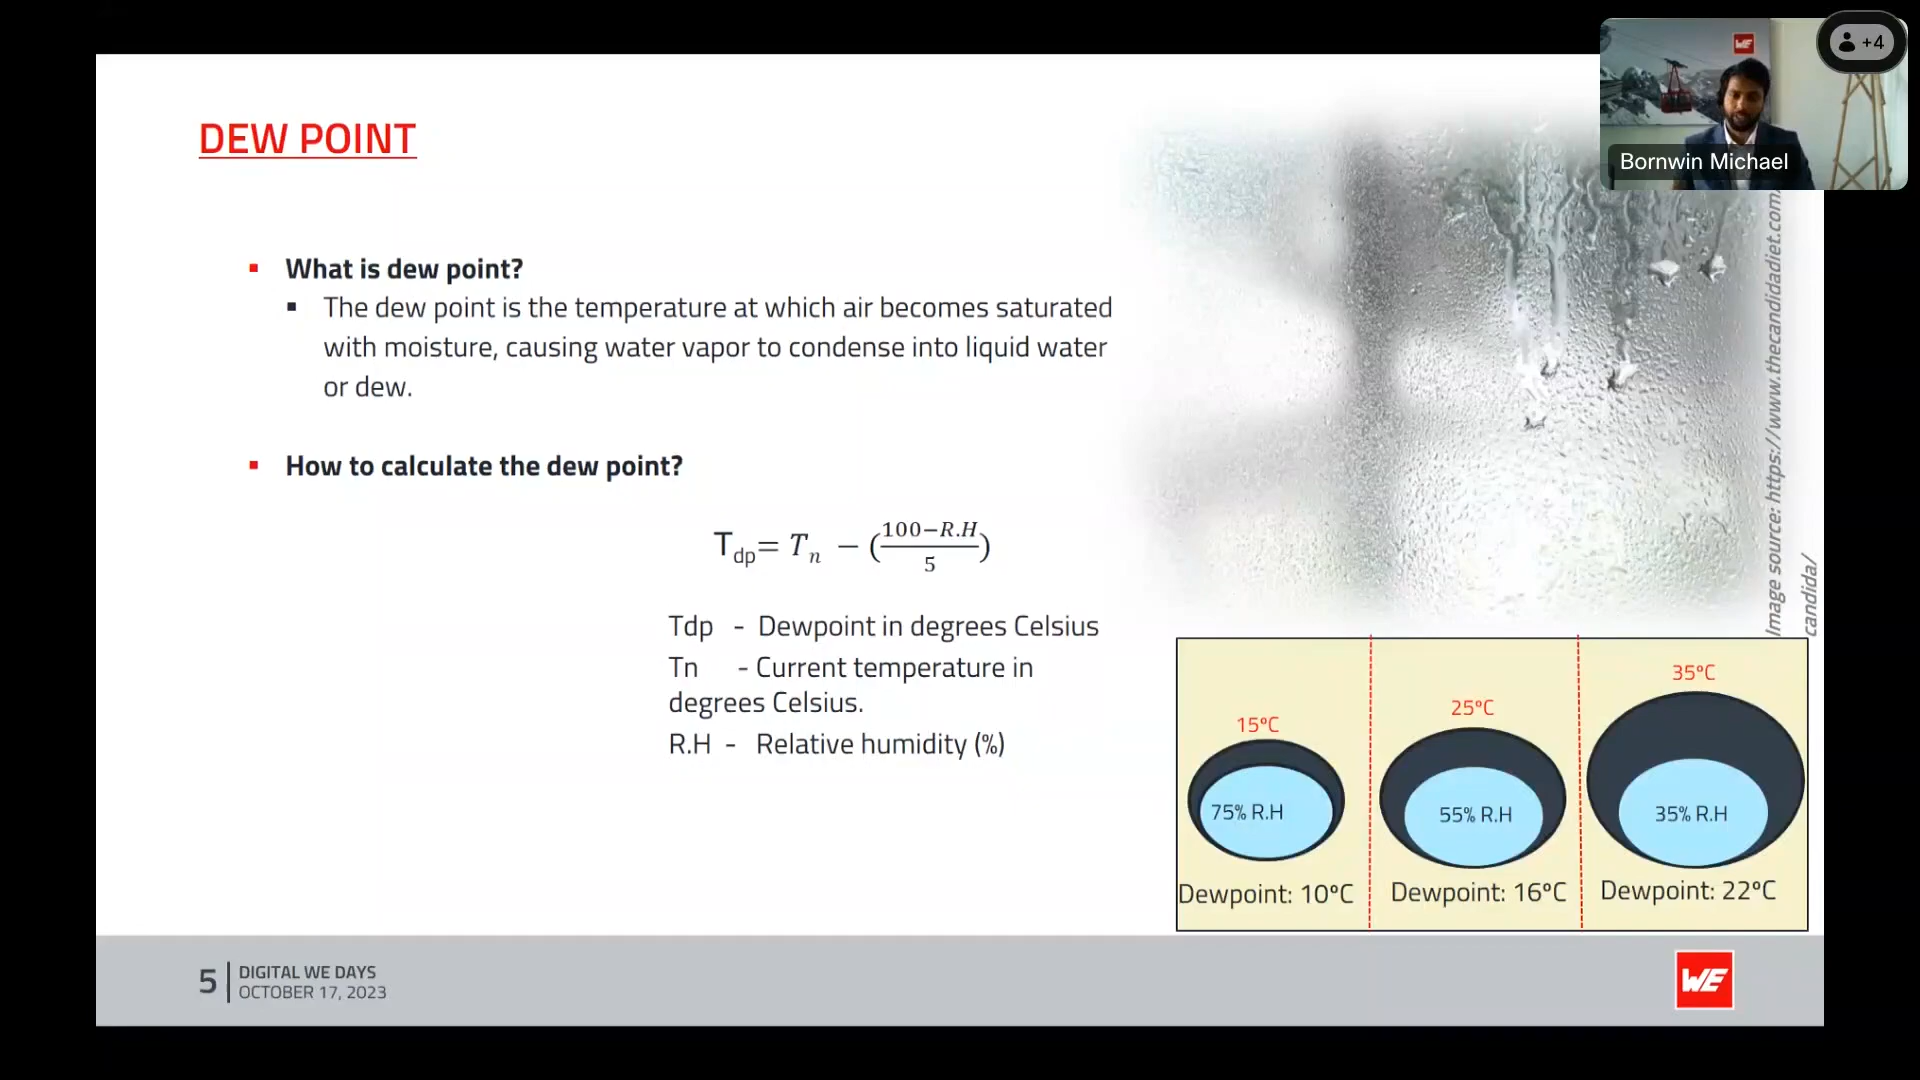 +4
Bornwin Michael
DEW POINT
What is dew point?
The dew point is the temperature at which air becomes saturated
with moisture, causing water vapor to condense into liquid water
or dew.
How to calculate the dew point?
Tdp= Tn − (100−R.H/5)
Tdp - Dewpoint in degrees Celsius
Tn - Current temperature in
degrees Celsius.
R.H - Relative humidity (%)
Image source: https://www.thecandidadiet.com/
candida/
15°C
25°C
35°C
75% R.H
55% R.H
35% R.H
Dewpoint: 10°C
Dewpoint: 16°C
Dewpoint: 22°C
5
DIGITAL WE DAYS
OCTOBER 17, 2023
WE